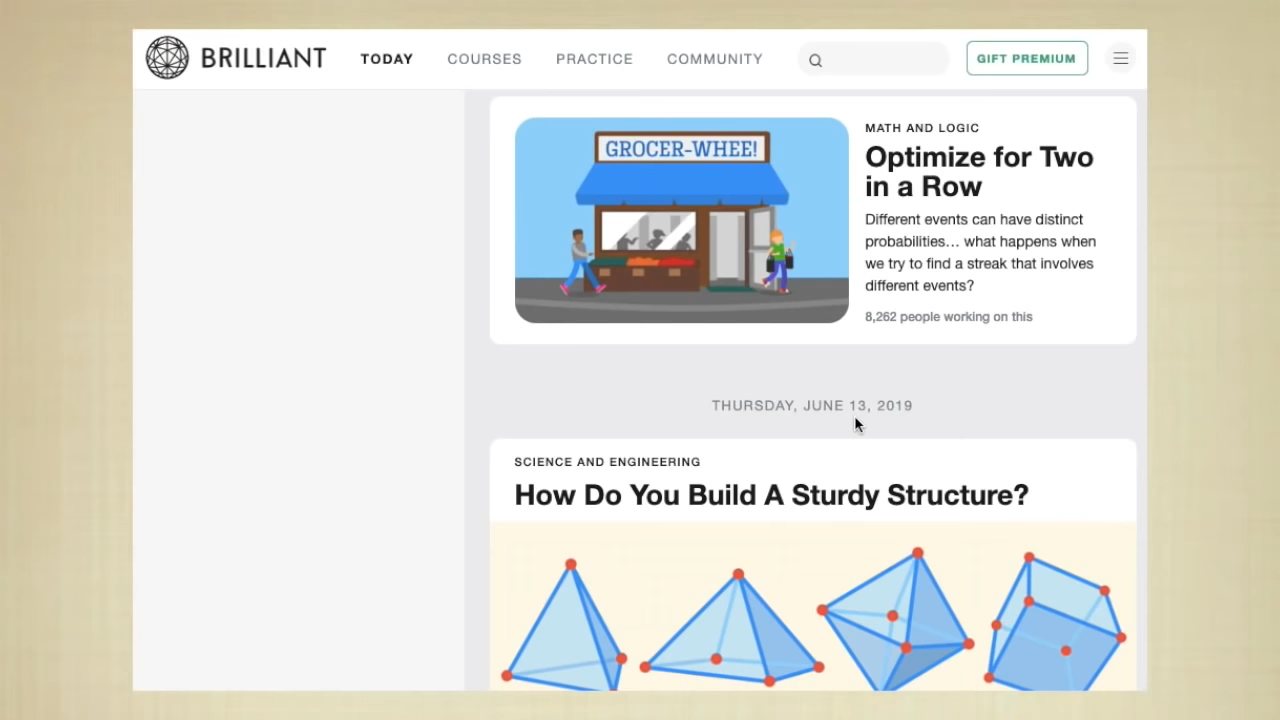 BRILLIANT
TODAY
COURSES
PRACTICE
COMMUNITY
GIFT PREMIUM
GROCER-WHEE!
MATH AND LOGIC
Optimize for Two
in a Row
Different events can have distinct
probabilities... what happens when
we try to find a streak that involves
different events?
8,262 people working on this
THURSDAY, JUNE 13, 2019
SCIENCE AND ENGINEERING
How Do You Build A Sturdy Structure?